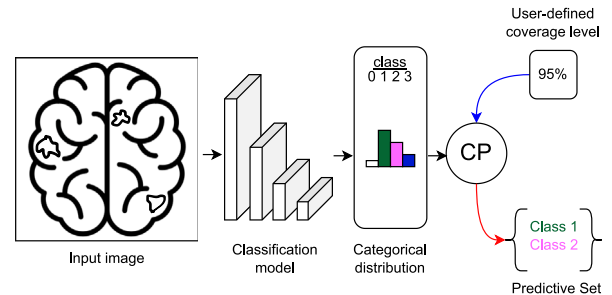 User-defined
coverage level
class
0 1 2 3
95%
CP
Class 1
Class 2
Input image
Classification
model
Categorical
distribution
Predictive Set